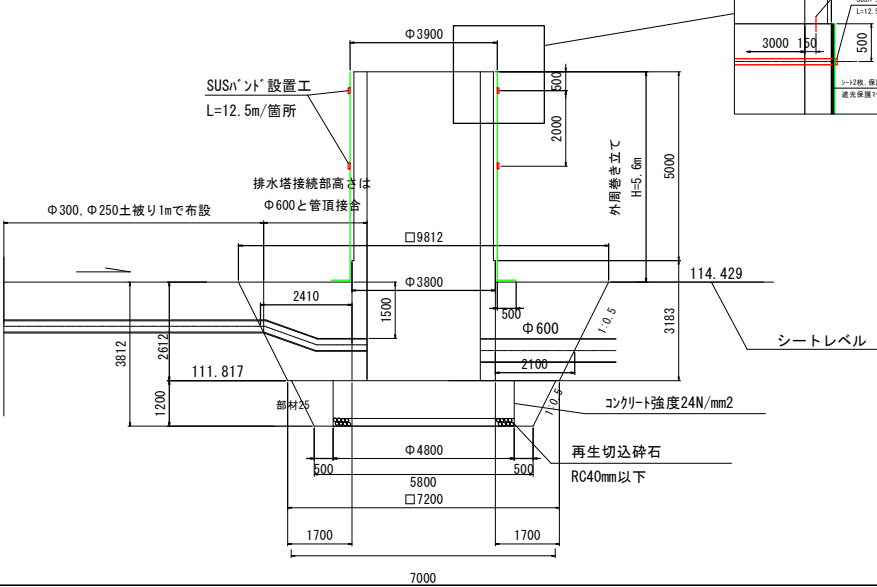 Φ3900
3000 150
500
L=12.5
SUSバンド設置工
L=12.5m/箇所
500
2000
外周巻き立て
H=5.6m
5000
排水塔接続部高さは
Φ600と管頂接合
Φ300,Φ250土被り1mで布設
□9812
114.429
Φ3800
2410
1500
500
Φ600
1:0.5
3183
シートレベル
3812
2612
2100
111.817
1200
部材25
1:0.5
コンクリート強度24N/mm2
再生切込砕石
RC40mm以下
Φ4800
500
500
5800
□7200
1700
1700
7000